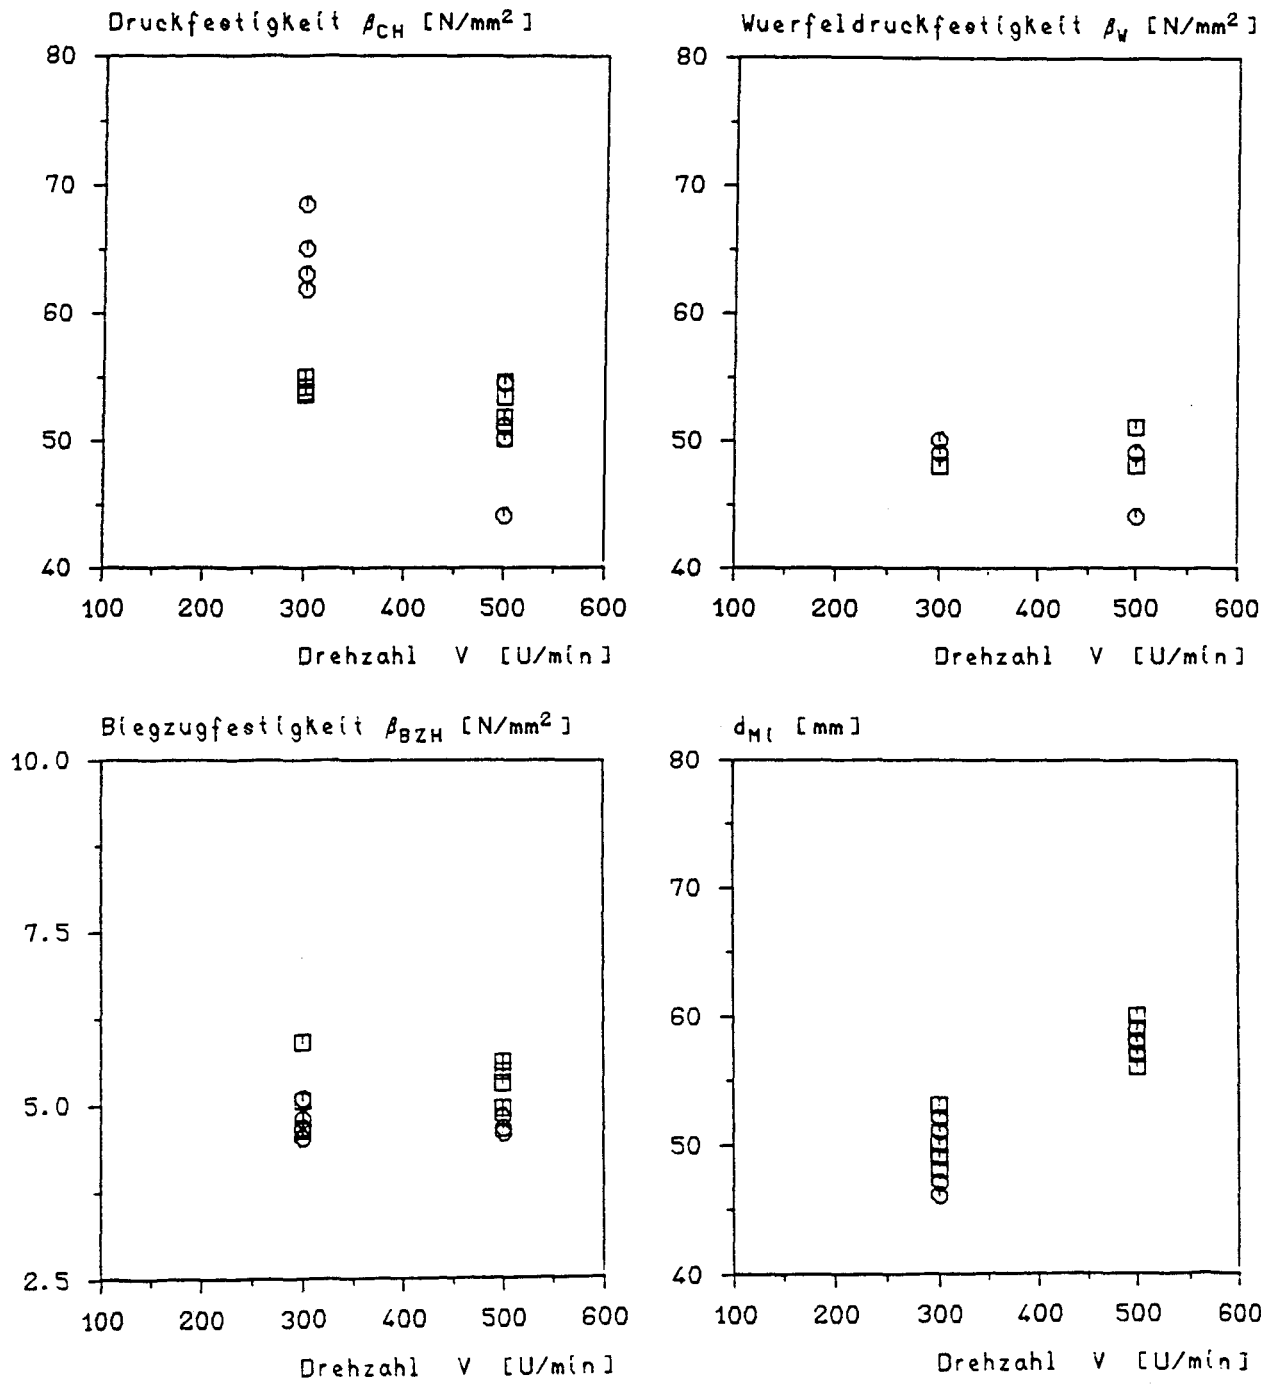 Druckfestigkeit β_CH [N/mm²]
80
70
60
50
40
100 200 300 400 500 600
Drehzahl V [U/min]
Wuerfeldruckfestigkeit β_W [N/mm²]
80
70
60
50
40
100 200 300 400 500 600
Drehzahl V [U/min]
Biegzugfestigkeit β_BZH [N/mm²]
10.0
7.5
5.0
2.5
100 200 300 400 500 600
Drehzahl V [U/min]
d_Mi [mm]
80
70
60
50
40
100 200 300 400 500 600
Drehzahl V [U/min]